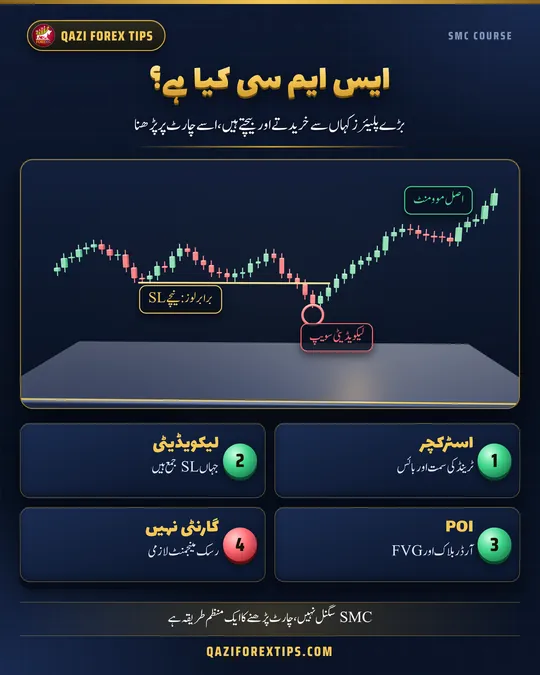 QAZI FOREX TIPS
SMC COURSE
ایس ایم سی کیا ہے؟
بڑے پلیئرز کہاں سے خریدتے اور بیچتے ہیں، اسے چارٹ پر پڑھنا
اصل موومنٹ
برابر لوز: نیچے SL
لیکویڈیٹی سویپ
اسٹرکچر
1
ٹرینڈ کی سمت اور بائس
لیکویڈیٹی
2
جہاں SL جمع ہیں
POI
3
آرڈر بلاک اور FVG
گارنٹی نہیں
4
رسک مینجمنٹ لازمی
SMC سگنل نہیں، چارٹ پڑھنے کا ایک منظم طریقہ ہے
QAZIFOREXTIPS.COM